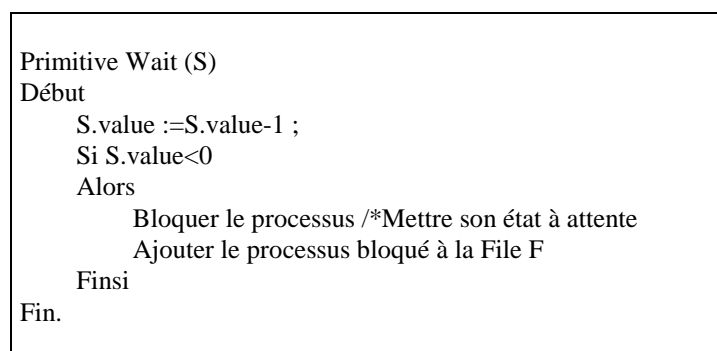 Primitive Wait (S)
Début
S.value :=S.value-1 ;
Si S.value<0
Alors
Bloquer le processus /*Mettre son état à attente
Ajouter le processus bloqué à la File F
Finsi
Fin.